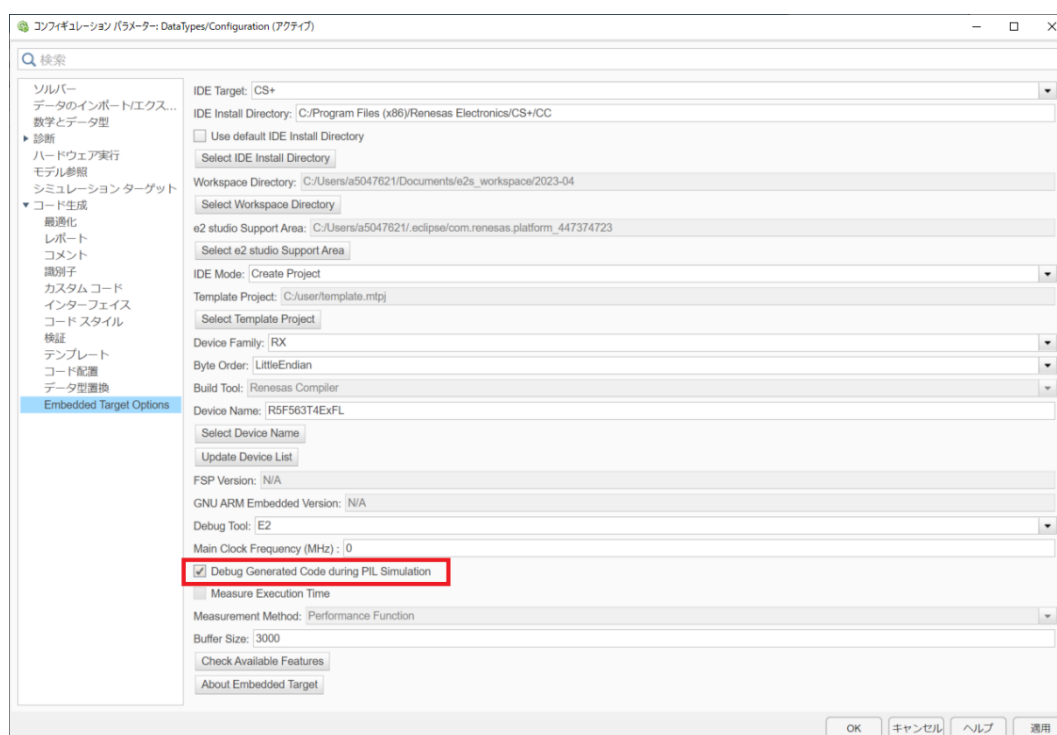 コンフィギュレーション パラメーター: DataTypes/Configuration (アクティブ)
検索
ソルバー
データのインポート/エクス...
数学とデータ型
診断
ハードウェア実行
モデル参照
シミュレーション ターゲット
コード生成
最適化
レポート
コメント
識別子
カスタム コード
インターフェイス
コード スタイル
検証
テンプレート
コード配置
データ型置換
Embedded Target Options
IDE Target: CS+
IDE Install Directory: C:/Program Files (x86)/Renesas Electronics/CS+/CC
Use default IDE Install Directory
Select IDE Install Directory
Workspace Directory: C:/Users/a5047621/Documents/e2s_workspace/2023-04
Select Workspace Directory
e2 studio Support Area: C:/Users/a5047621/.eclipse/com.renesas.platform_447374723
Select e2 studio Support Area
IDE Mode: Create Project
Template Project: C:/user/template.mtpj
Select Template Project
Device Family: RX
Byte Order: LittleEndian
Build Tool: Renesas Compiler
Device Name: R5F563T4ExFL
Select Device Name
Update Device List
FSP Version: N/A
GNU ARM Embedded Version: N/A
Debug Tool: E2
Main Clock Frequency (MHz) : 0
Debug Generated Code during PIL Simulation
Measure Execution Time
Measurement Method: Performance Function
Buffer Size: 3000
Check Available Features
About Embedded Target
OK キャンセル ヘルプ 適用